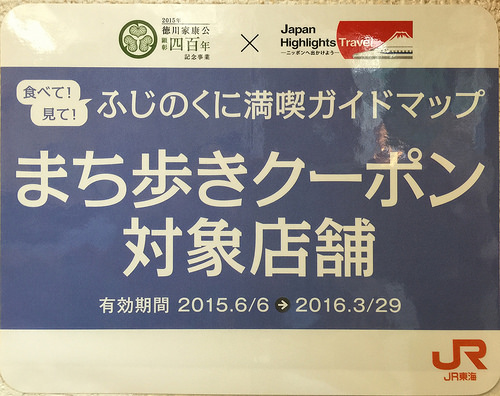 2015年
徳川家康公
顕彰 四百年
記念事業
×
Japan
Highlights Travel
―ニッポンへ出かけよう―
食べて!
見て!
ふじのくに満喫ガイドマップ
まち歩きクーポン
対象店舗
有効期間 2015.6/6 → 2016.3/29
JR
JR東海